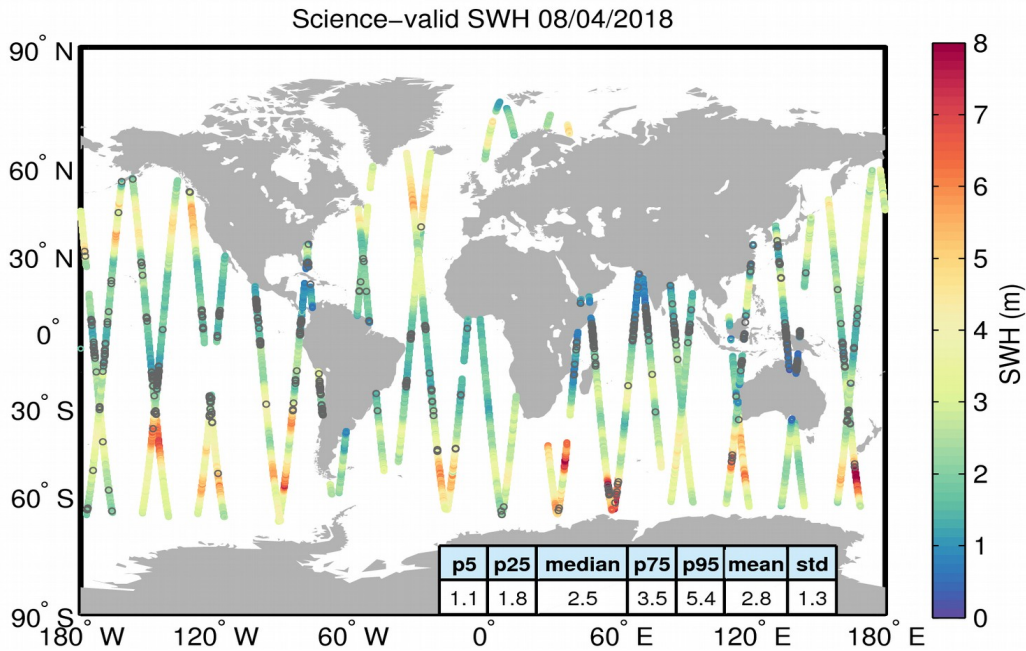 Science−valid SWH 08/04/2018
90° N
60° N
30° N
0°
30° S
60° S
90° S
180° W
120° W
60° W
0°
60° E
120° E
180° E
p5 p25 median p75 p95 mean std
1.1 1.8 2.5 3.5 5.4 2.8 1.3
8
7
6
5
4
3
2
1
0
SWH (m)